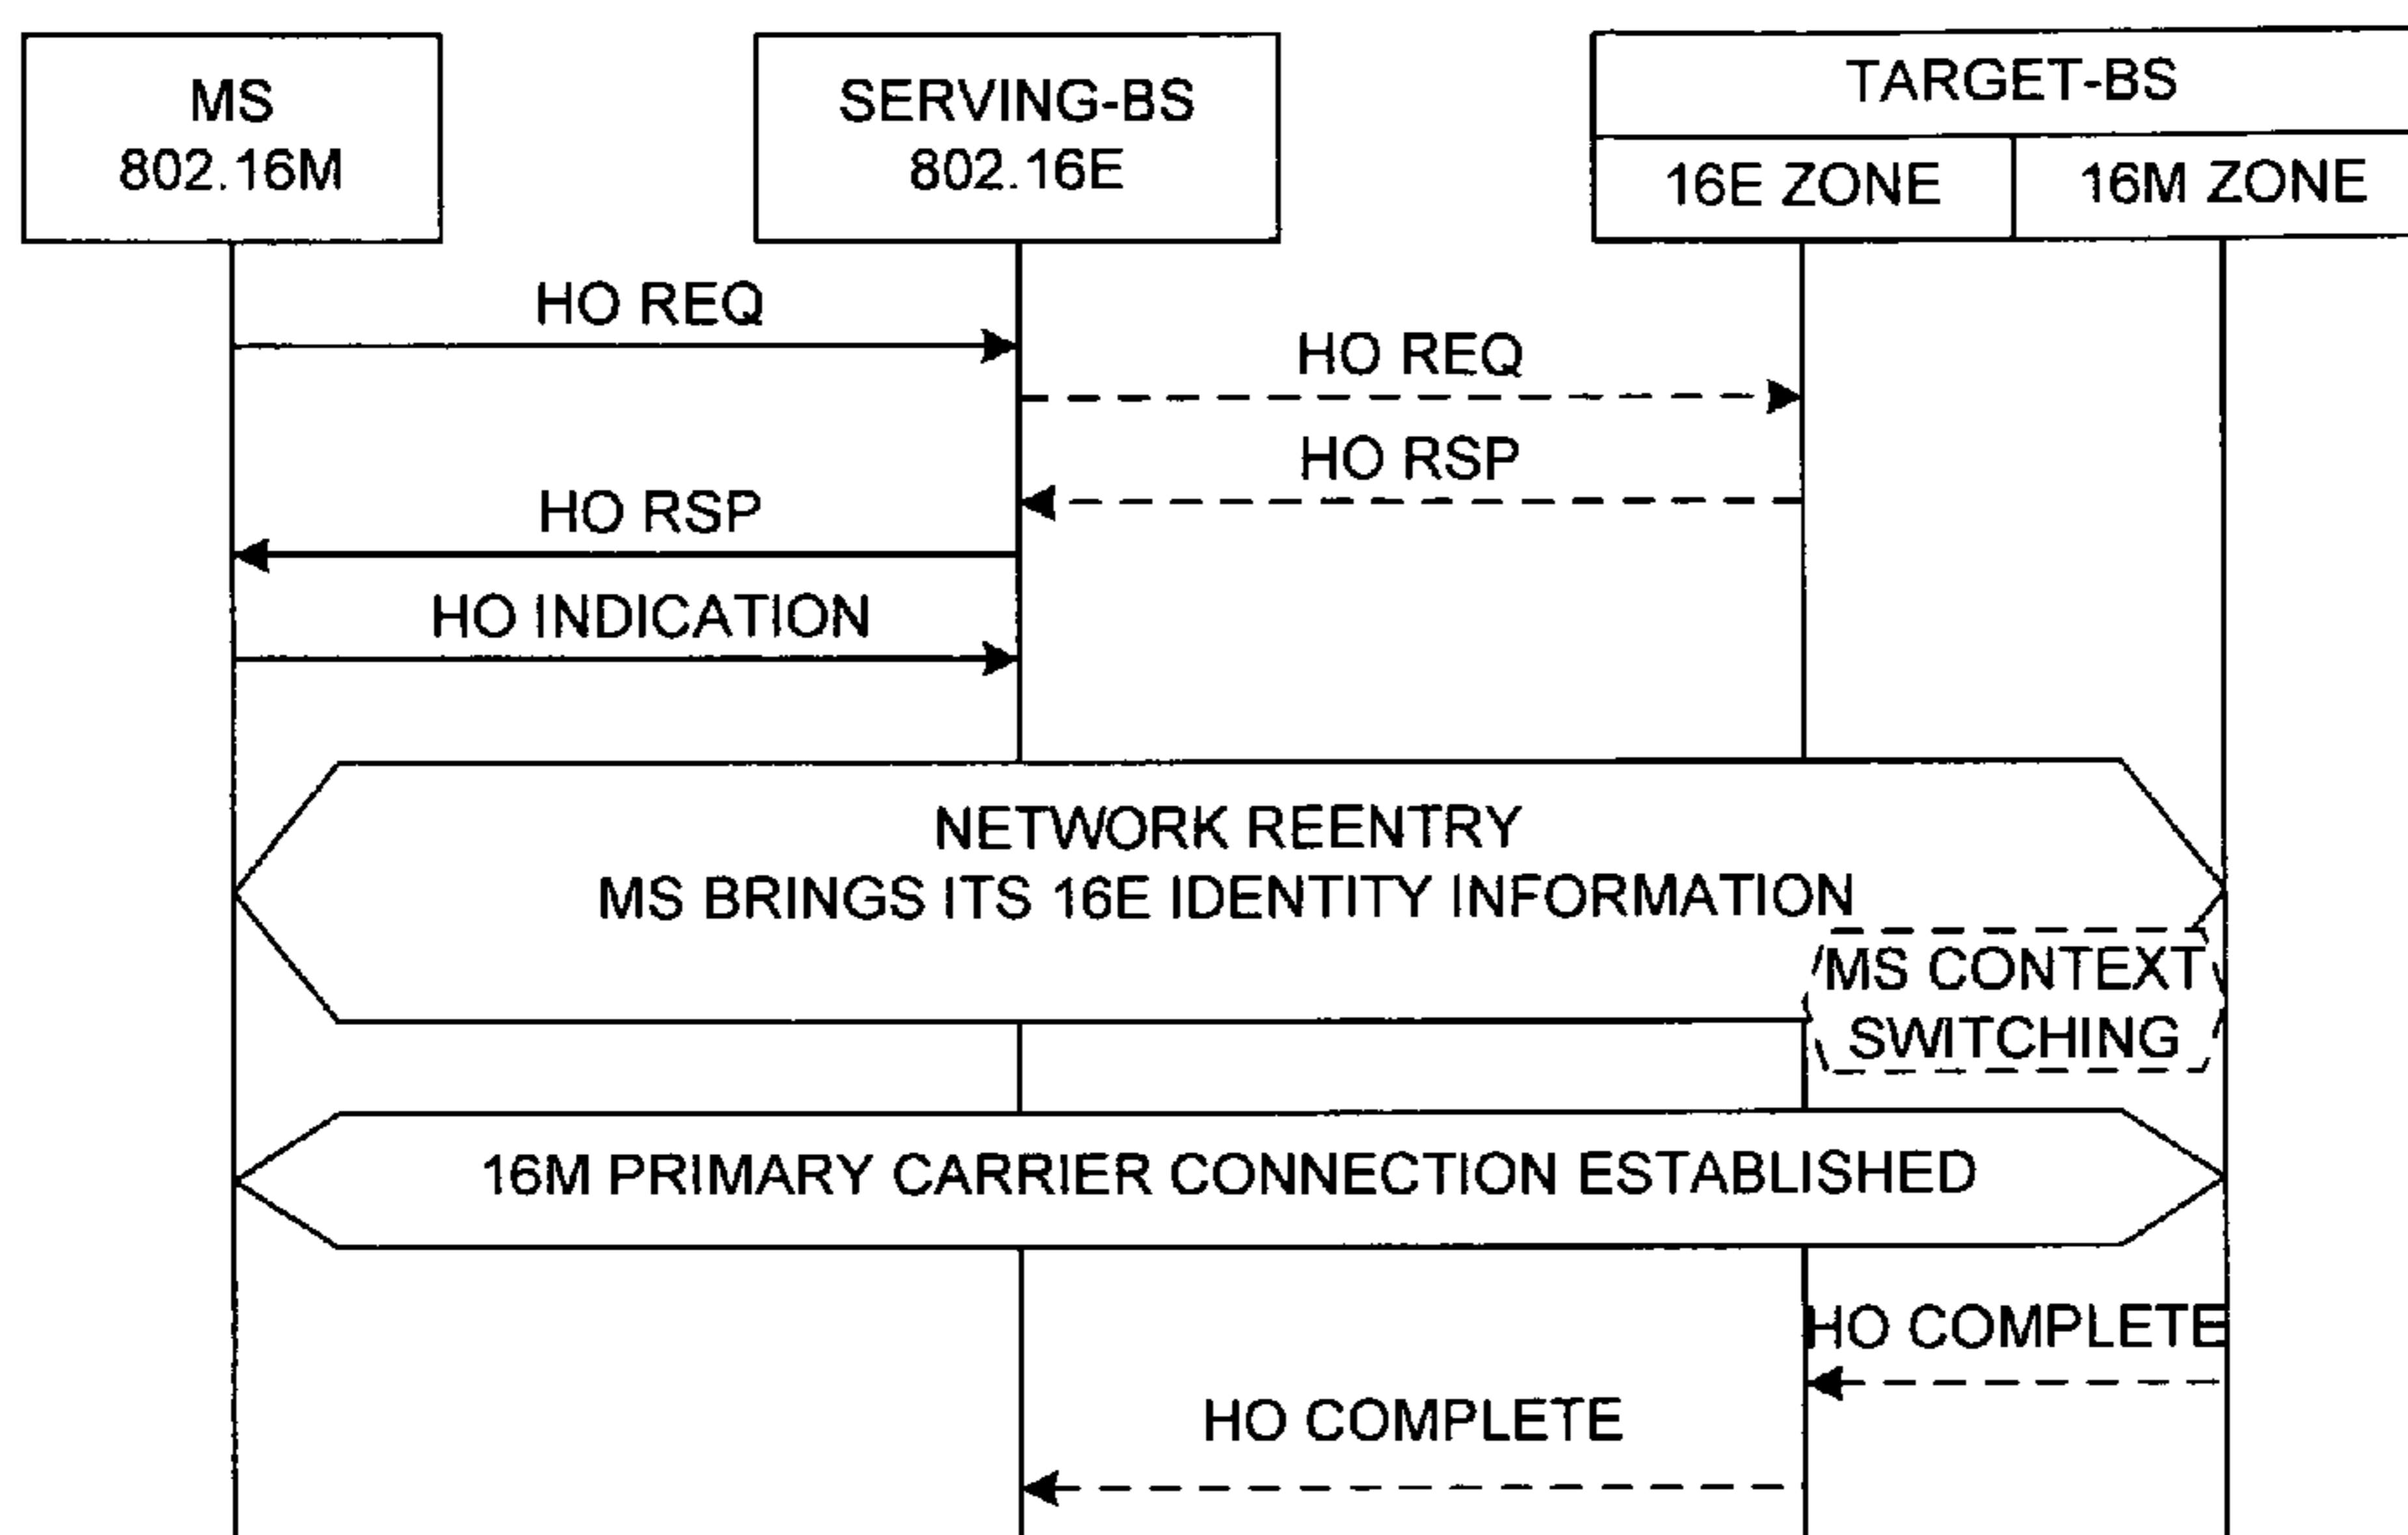 MS
802.16M
SERVING-BS
802.16E
TARGET-BS
16E ZONE
16M ZONE
HO REQ
HO REQ
HO RSP
HO RSP
HO INDICATION
NETWORK REENTRY
MS BRINGS ITS 16E IDENTITY INFORMATION
MS CONTEXT
SWITCHING
16M PRIMARY CARRIER CONNECTION ESTABLISHED
HO COMPLETE
HO COMPLETE